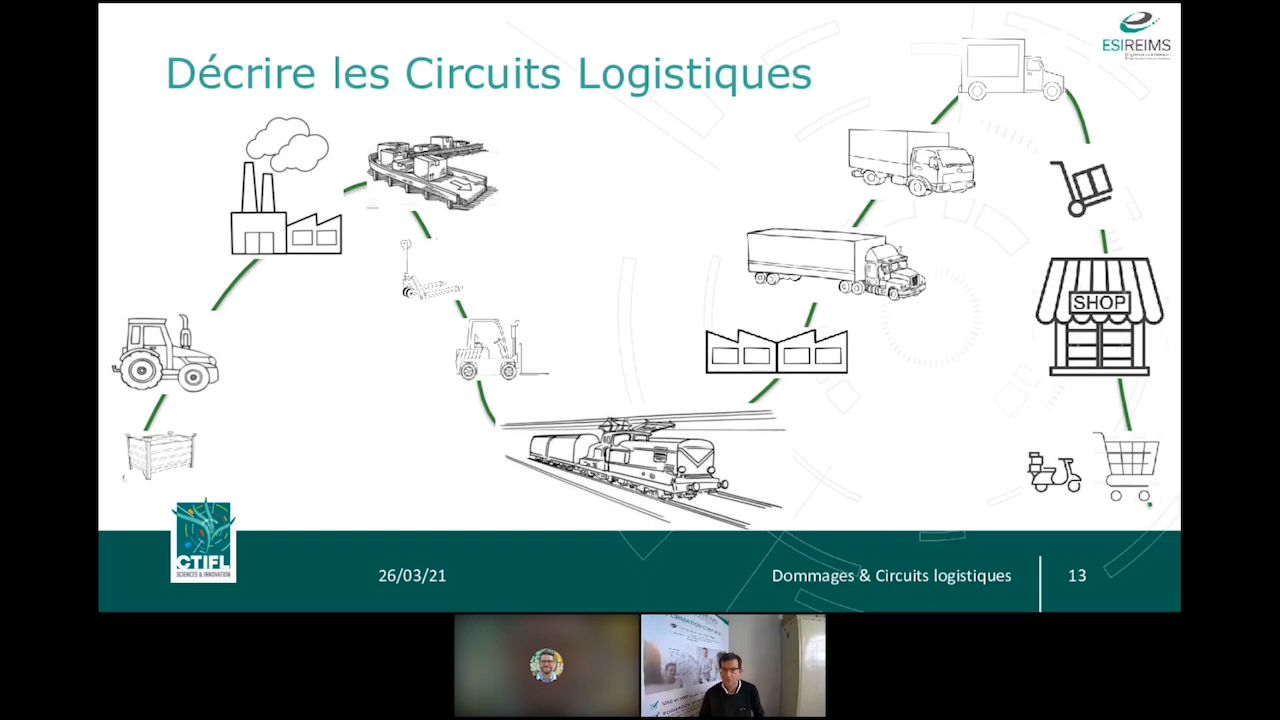 Décrire les Circuits Logistiques
ESIREIMS
SHOP
CTIFL
SCIENCES & INNOVATION
26/03/21
Dommages & Circuits logistiques
13